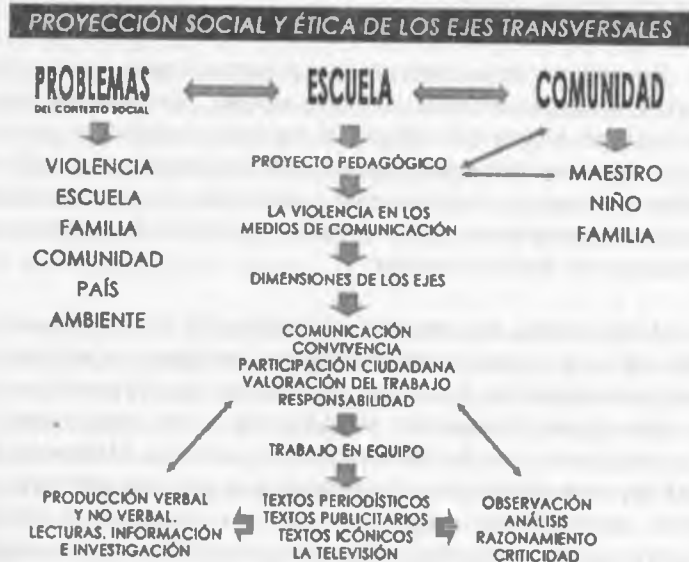 PROYECCIÓN SOCIAL Y ÉTICA DE LOS EJES TRANSVERSALES
PROBLEMAS
DEL CONTEXTO SOCIAL
ESCUELA
COMUNIDAD
VIOLENCIA
ESCUELA
FAMILIA
COMUNIDAD
PAÍS
AMBIENTE
PROYECTO PEDAGÓGICO
LA VIOLENCIA EN LOS
MEDIOS DE COMUNICACIÓN
DIMENSIONES DE LOS EJES
COMUNICACIÓN
CONVIVENCIA
PARTICIPACIÓN CIUDADANA
VALORACIÓN DEL TRABAJO
RESPONSABILIDAD
TRABAJO EN EQUIPO
MAESTRO
NIÑO
FAMILIA
PRODUCCIÓN VERBAL
Y NO VERBAL.
LECTURAS, INFORMACIÓN
E INVESTIGACIÓN
TEXTOS PERIODÍSTICOS
TEXTOS PUBLICITARIOS
TEXTOS ICÓNICOS
LA TELEVISIÓN
OBSERVACIÓN
ANÁLISIS
RAZONAMIENTO
CRITICIDAD